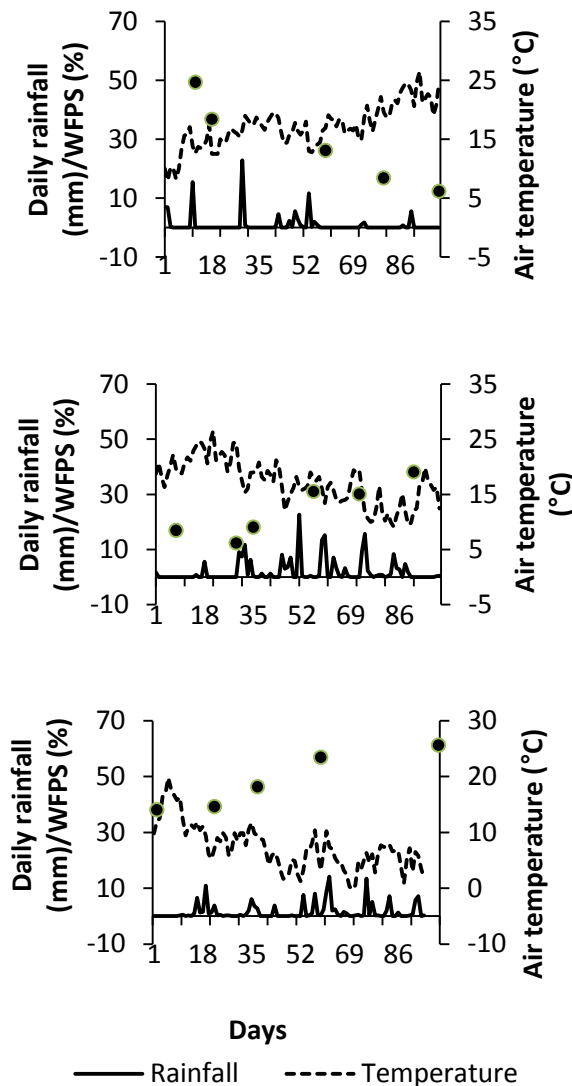 70
50
30
10
-10
35
25
15
5
-5
1 18 35 52 69 86
Daily rainfall
(mm)/WFPS (%)
Air temperature (°C)
70
50
30
10
-10
35
25
15
5
-5
1 18 35 52 69 86
Daily rainfall
(mm)/WFPS (%)
Air temperature
(°C)
70
50
30
10
-10
30
20
10
0
-10
1 18 35 52 69 86
Daily rainfall
(mm)/WFPS (%)
Air temperature (°C)
Days
Rainfall Temperature